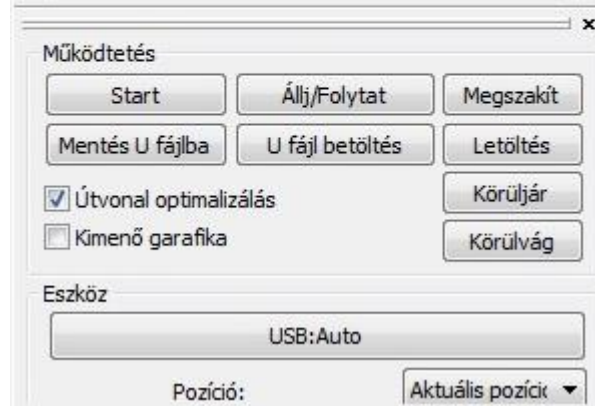 Működtetés
Start Állj/Folytat Megszakít
Mentés U fájlba U fájl betöltés Letöltés
Útvonal optimalizálás Körüljár
Kimenő garafika Körülvág
Eszköz
USB:Auto
Pozíció: Aktuális